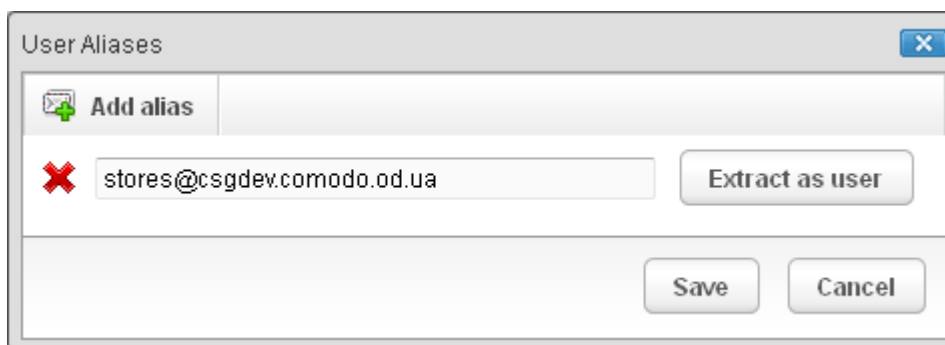 User Aliases
Add alias
stores@csgdev.comodo.od.ua Extract as user
Save Cancel